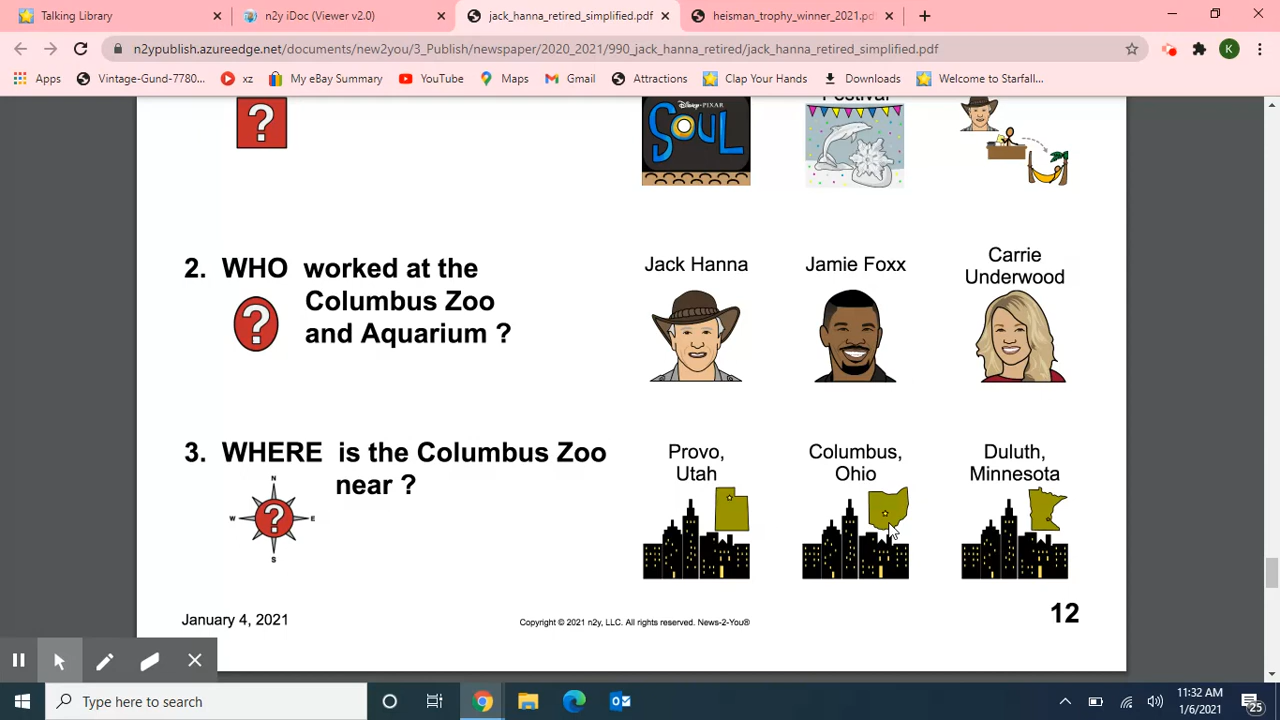 Talking Library
n2y iDoc (Viewer v2.0)
jack_hanna_retired_simplified.pdf
heisman_trophy_winner_2021.pd
n2ypublish.azureedge.net/documents/new2you/3_Publish/newspaper/2020_2021/990_jack_hanna_retired/jack_hanna_retired_simplified.pdf
K
Apps
Vintage-Gund-7780...
xz
My eBay Summary
YouTube
Maps
Gmail
Attractions
Clap Your Hands
Downloads
Welcome to Starfall...
Festival
?
Disney·PIXAR
SOUL
2. WHO worked at the
Columbus Zoo
and Aquarium ?
?
Jack Hanna
Jamie Foxx
Carrie
Underwood
3. WHERE is the Columbus Zoo
near ?
N
W ? E
S
Provo,
Utah
Columbus,
Ohio
Duluth,
Minnesota
January 4, 2021
Copyright © 2021 n2y, LLC. All rights reserved. News-2-You®
12
Type here to search
11:32 AM
1/6/2021
25